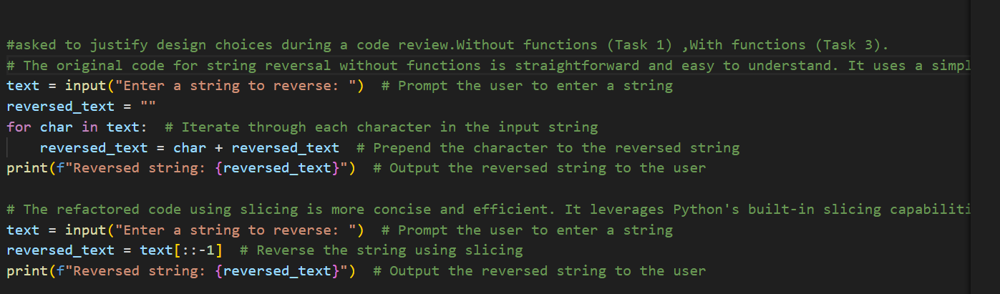 #asked to justify design choices during a code review.Without functions (Task 1) ,With functions (Task 3).
# The original code for string reversal without functions is straightforward and easy to understand. It uses a
text = input("Enter a string to reverse: ")  # Prompt the user to enter a string
reversed_text = ""
for char in text:  # Iterate through each character in the input string
    reversed_text = char + reversed_text  # Prepend the character to the reversed string
print(f"Reversed string: {reversed_text}")  # Output the reversed string to the user
# The refactored code using slicing is more concise and efficient. It leverages Python's built-in slicing
text = input("Enter a string to reverse: ")  # Prompt the user to enter a string
reversed_text = text[::-1]  # Reverse the string using slicing
print(f"Reversed string: {reversed_text}")  # Output the reversed string to the user